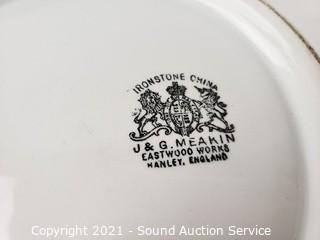 IRONSTONE CHINA
J & G. MEAKIN
EASTWOOD WORKS
HANLEY, ENGLAND
Copyright 2021 - Sound Auction Service